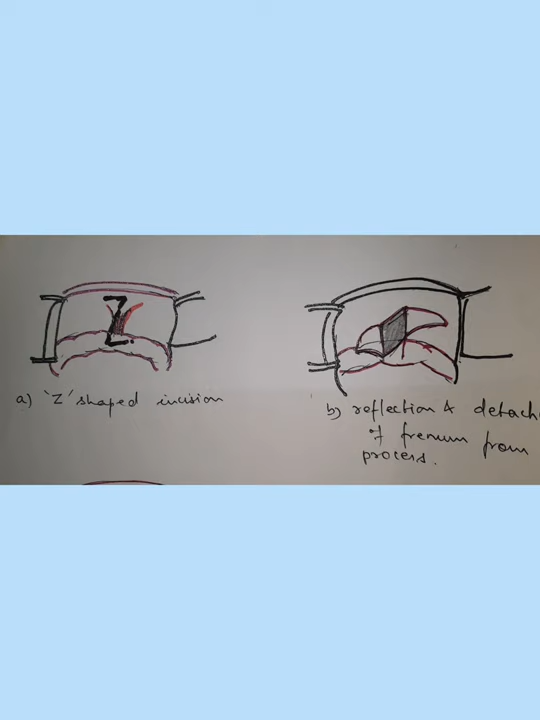 a) 'Z' shaped incision
b) reflection & detach
of frenum from
process.